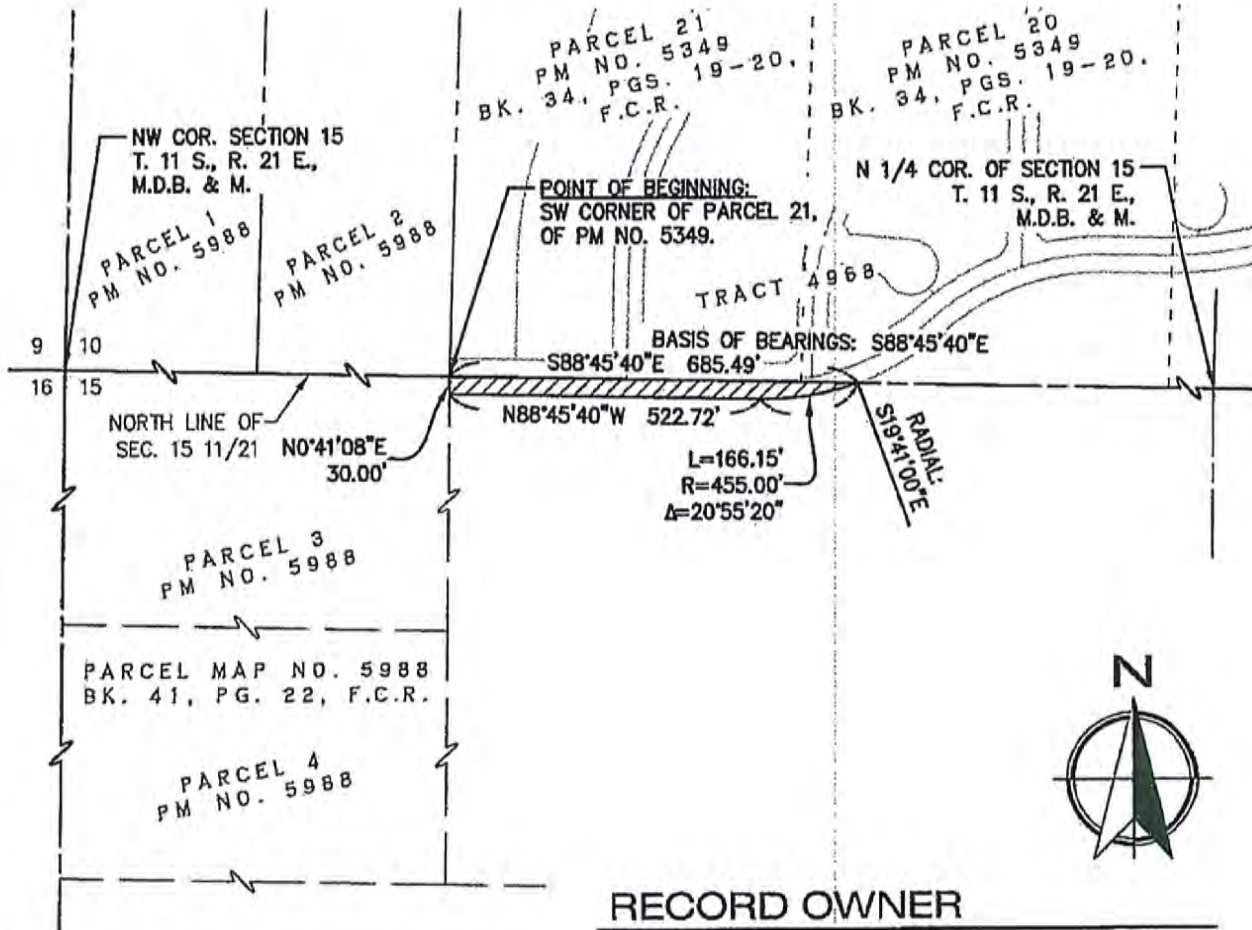 PARCEL 21
PM NO. 5349
BK. 34, PGS. 19-20,
F.C.R.
PARCEL 20
PM NO. 5349
BK. 34, PGS. 19-20,
F.C.R.
NW COR. SECTION 15
T. 11 S., R. 21 E.,
M.D.B. & M.
PARCEL 1
PM NO. 5988
PARCEL 2
PM NO. 5988
POINT OF BEGINNING:
SW CORNER OF PARCEL 21,
OF PM NO. 5349.
N 1/4 COR. OF SECTION 15
T. 11 S., R. 21 E.,
M.D.B. & M.
TRACT 4968
9 10
16 15
BASIS OF BEARINGS: S88°45'40"E
S88°45'40"E 685.49'
NORTH LINE OF
SEC. 15 11/21
N0°41'08"E
30.00'
N88°45'40"W 522.72'
L=166.15'
R=455.00'
Δ=20°55'20"
RADIAL:
S19°41'00"E
PARCEL 3
PM NO. 5988
PARCEL MAP NO. 5988
BK. 41, PG. 22, F.C.R.
PARCEL 4
PM NO. 5988
N
RECORD OWNER